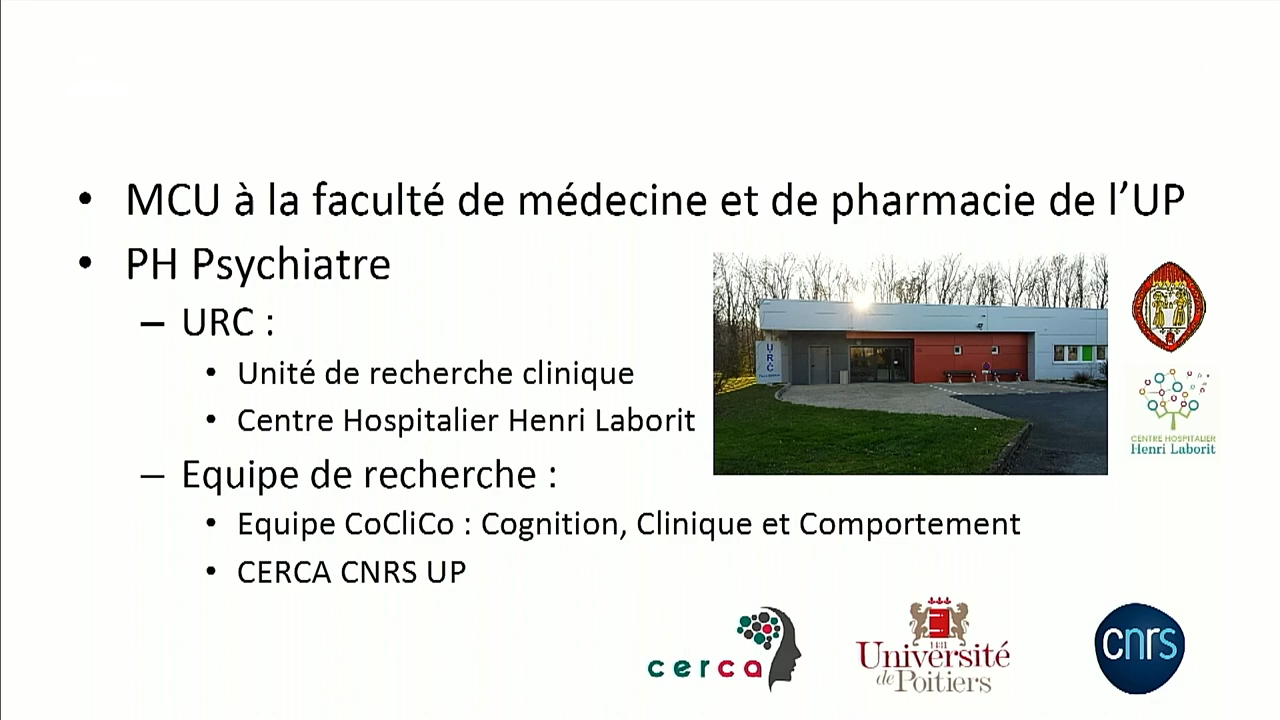 • MCU à la faculté de médecine et de pharmacie de l’UP
• PH Psychiatre
– URC :
• Unité de recherche clinique
• Centre Hospitalier Henri Laborit
– Equipe de recherche :
• Equipe CoCliCo : Cognition, Clinique et Comportement
• CERCA CNRS UP
URC
CENTRE HOSPITALIER
Henri Laborit
cerca
1431
Université
de Poitiers
cnrs